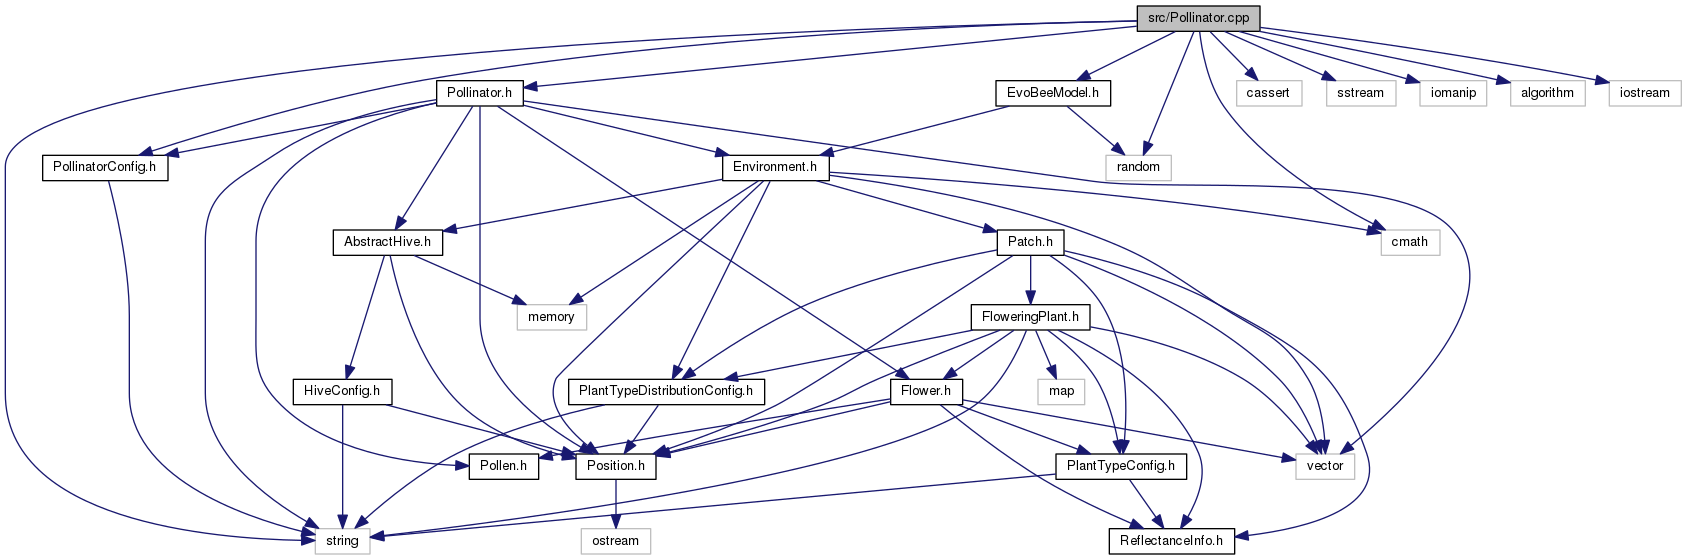 src/Pollinator.cpp
Pollinator.h
EvoBeeModel.h
cassert
sstream
iomanip
algorithm
iostream
PollinatorConfig.h
Environment.h
random
AbstractHive.h
Patch.h
cmath
memory
FloweringPlant.h
HiveConfig.h
PlantTypeDistributionConfig.h
Flower.h
map
Pollen.h
Position.h
PlantTypeConfig.h
vector
string
ostream
ReflectanceInfo.h